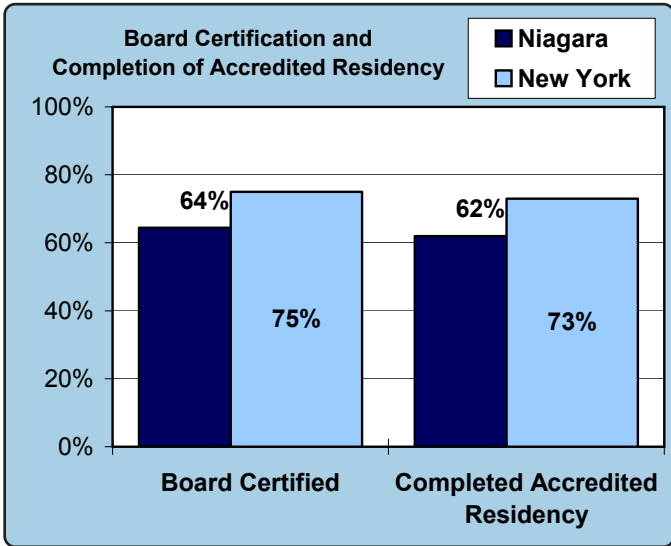 Board Certification and
Completion of Accredited Residency
Niagara
New York
100%
80%
60%
40%
20%
0%
64%
75%
62%
73%
Board Certified
Completed Accredited
Residency